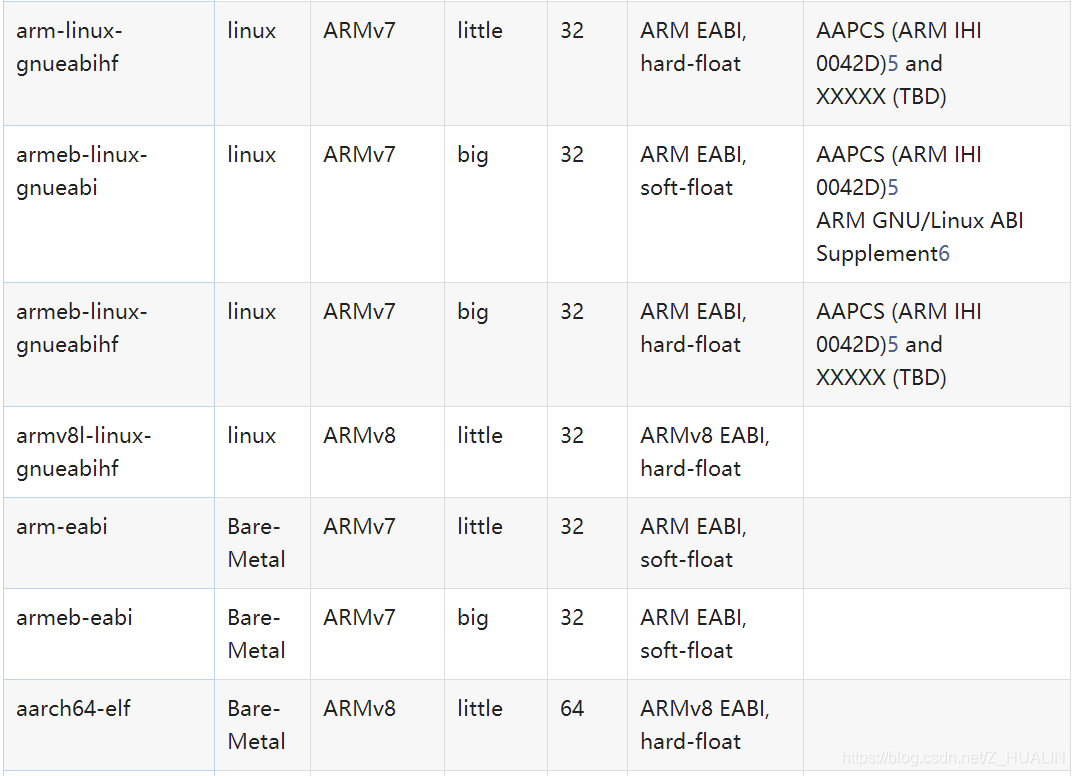 arm-linux-
gnueabihf
linux
ARMv7
little
32
ARM EABI,
hard-float
AAPCS (ARM IHI
0042D)5 and
XXXXX (TBD)
armeb-linux-
gnueabi
linux
ARMv7
big
32
ARM EABI,
soft-float
AAPCS (ARM IHI
0042D)5
ARM GNU/Linux ABI
Supplement6
armeb-linux-
gnueabihf
linux
ARMv7
big
32
ARM EABI,
hard-float
AAPCS (ARM IHI
0042D)5 and
XXXXX (TBD)
armv8l-linux-
gnueabihf
linux
ARMv8
little
32
ARMv8 EABI,
hard-float
arm-eabi
Bare-
Metal
ARMv7
little
32
ARM EABI,
soft-float
armeb-eabi
Bare-
Metal
ARMv7
big
32
ARM EABI,
soft-float
aarch64-elf
Bare-
Metal
ARMv8
little
64
ARMv8 EABI,
hard-float
https://blog.csdn.net/Z_HUALIN